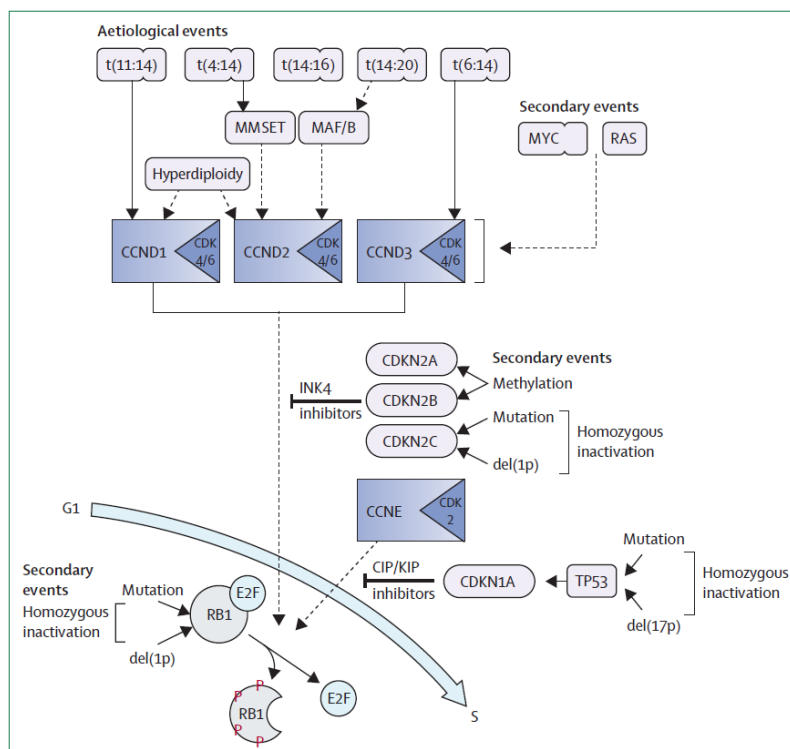 Aetiological events
t(11:14)
t(4:14)
t(14:16)
t(14:20)
t(6:14)
Secondary events
MYC
RAS
MMSET
MAF/B
Hyperdiploidy
CCND1
CDK
4/6
CCND2
CDK
4/6
CCND3
CDK
4/6
CDKN2A
Secondary events
Methylation
INK4
inhibitors
CDKN2B
CDKN2C
Mutation
Homozygous
inactivation
del(1p)
G1
CCNE
CDK
2
CIP/KIP
inhibitors
CDKN1A
TP53
Mutation
Homozygous
inactivation
del(17p)
Secondary
events
Homozygous
inactivation
Mutation
del(1p)
RB1
E2F
P
P
RB1
P
P
E2F
S